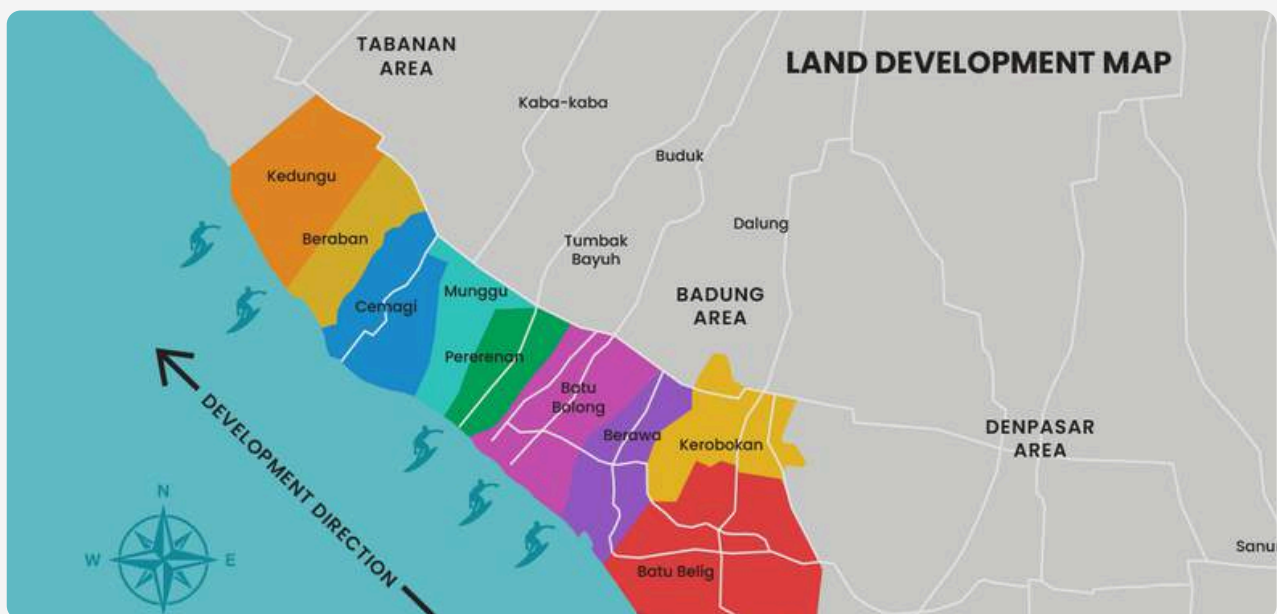 TABANAN
AREA
LAND DEVELOPMENT MAP
Kaba-kaba
Buduk
Kedungu
Dalung
Beraban
Tumbak
Bayuh
Munggu
BADUNG
AREA
Cemagi
Pererenan
Batu
Bolong
Berawa
Kerobokan
DENPASAR
AREA
DEVELOPMENT DIRECTION
N
W
E
Batu Belig